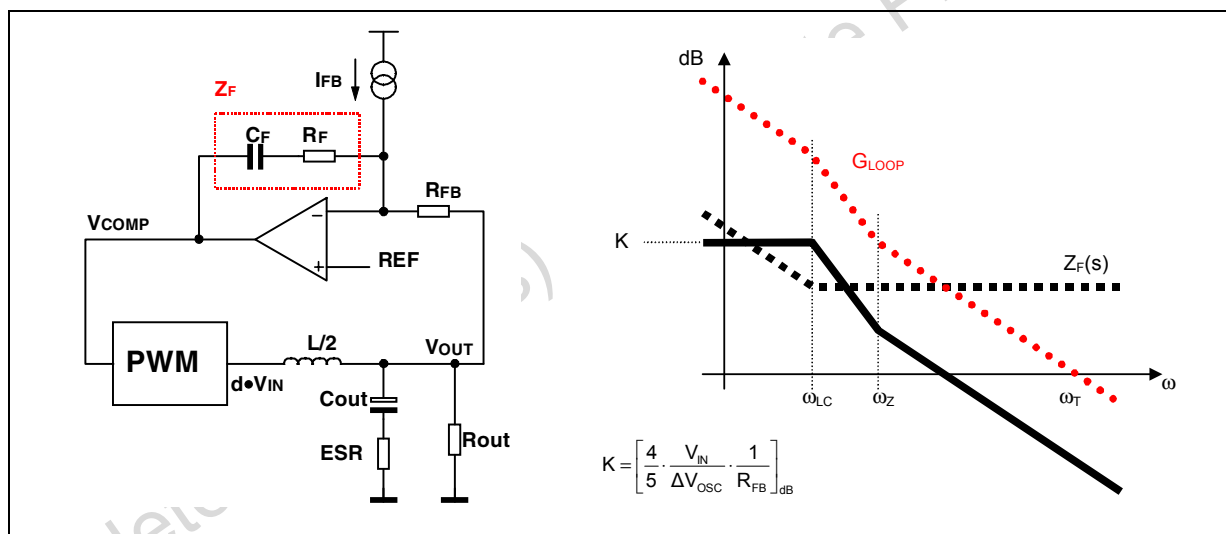 ZF
IFB
CF
RF
RFB
VCOMP
−
+
REF
PWM
d•VIN
L/2
VOUT
Cout
ESR
Rout
dB
GLOOP
K
ZF(s)
ωLC
ωZ
ωT
ω
K = [4/5 · VIN/ΔVOSC · 1/RFB]dB